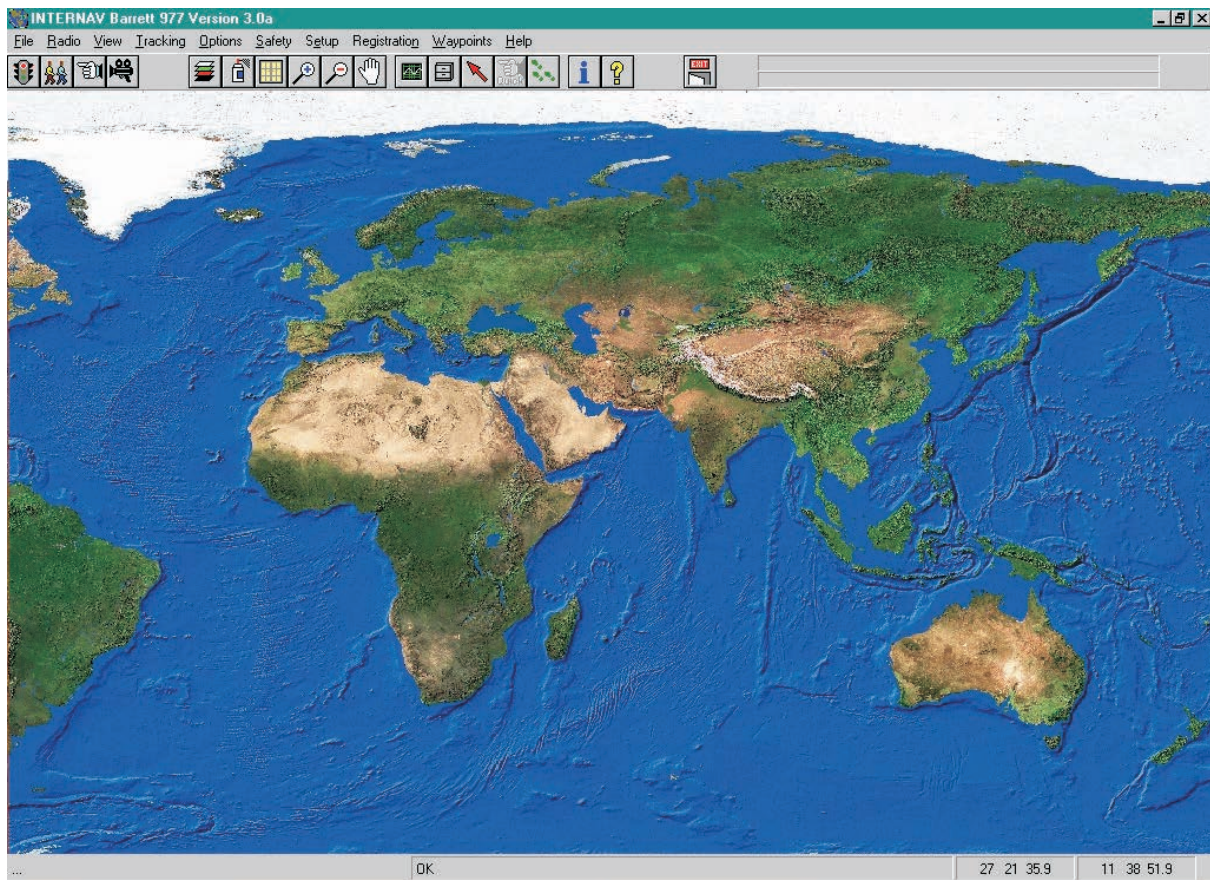 INTERNAV Barrett 977 Version 3.0a
File Radio View Tracking Options Safety Setup Registration Waypoints Help
quick EXIT
... OK 27 21 35.9 11 38 51.9